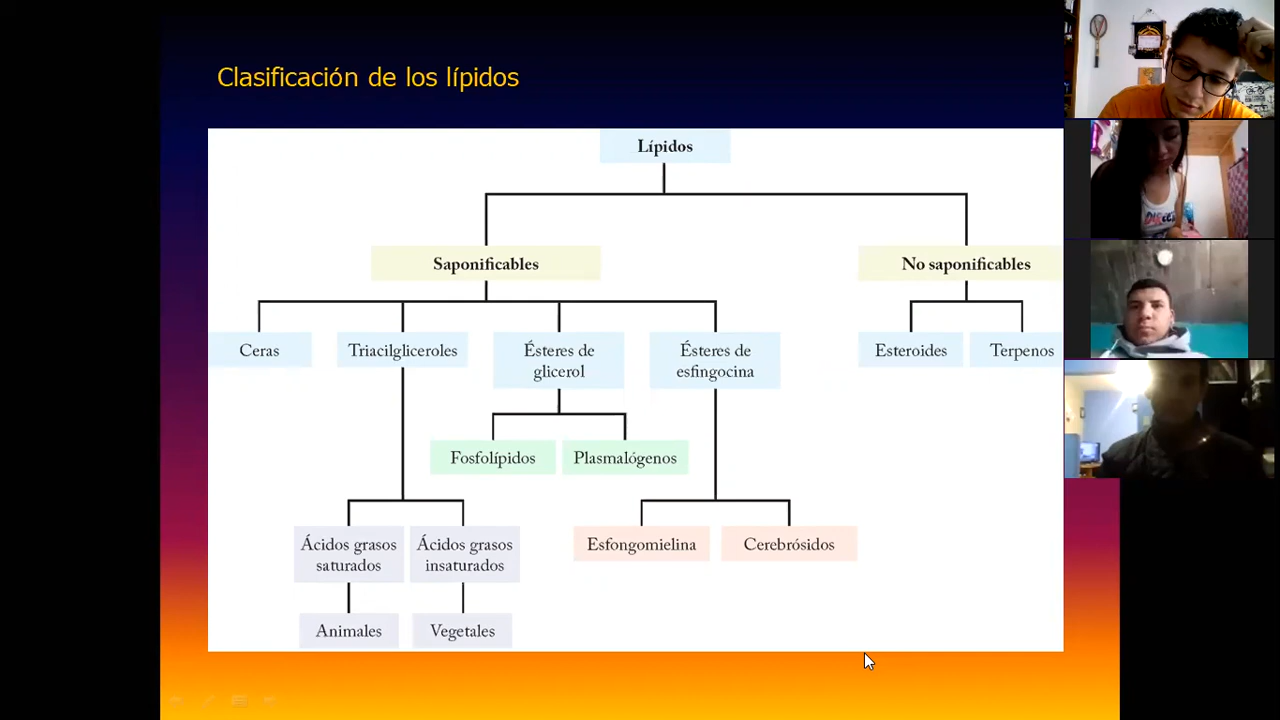 Clasificación de los lípidos
Lípidos
Saponificables
No saponificables
Ceras
Triacilgliceroles
Ésteres de
glicerol
Ésteres de
esfingocina
Esteroides
Terpenos
Fosfolípidos
Plasmalógenos
Ácidos grasos
saturados
Ácidos grasos
insaturados
Esfongomielina
Cerebrósidos
Animales
Vegetales